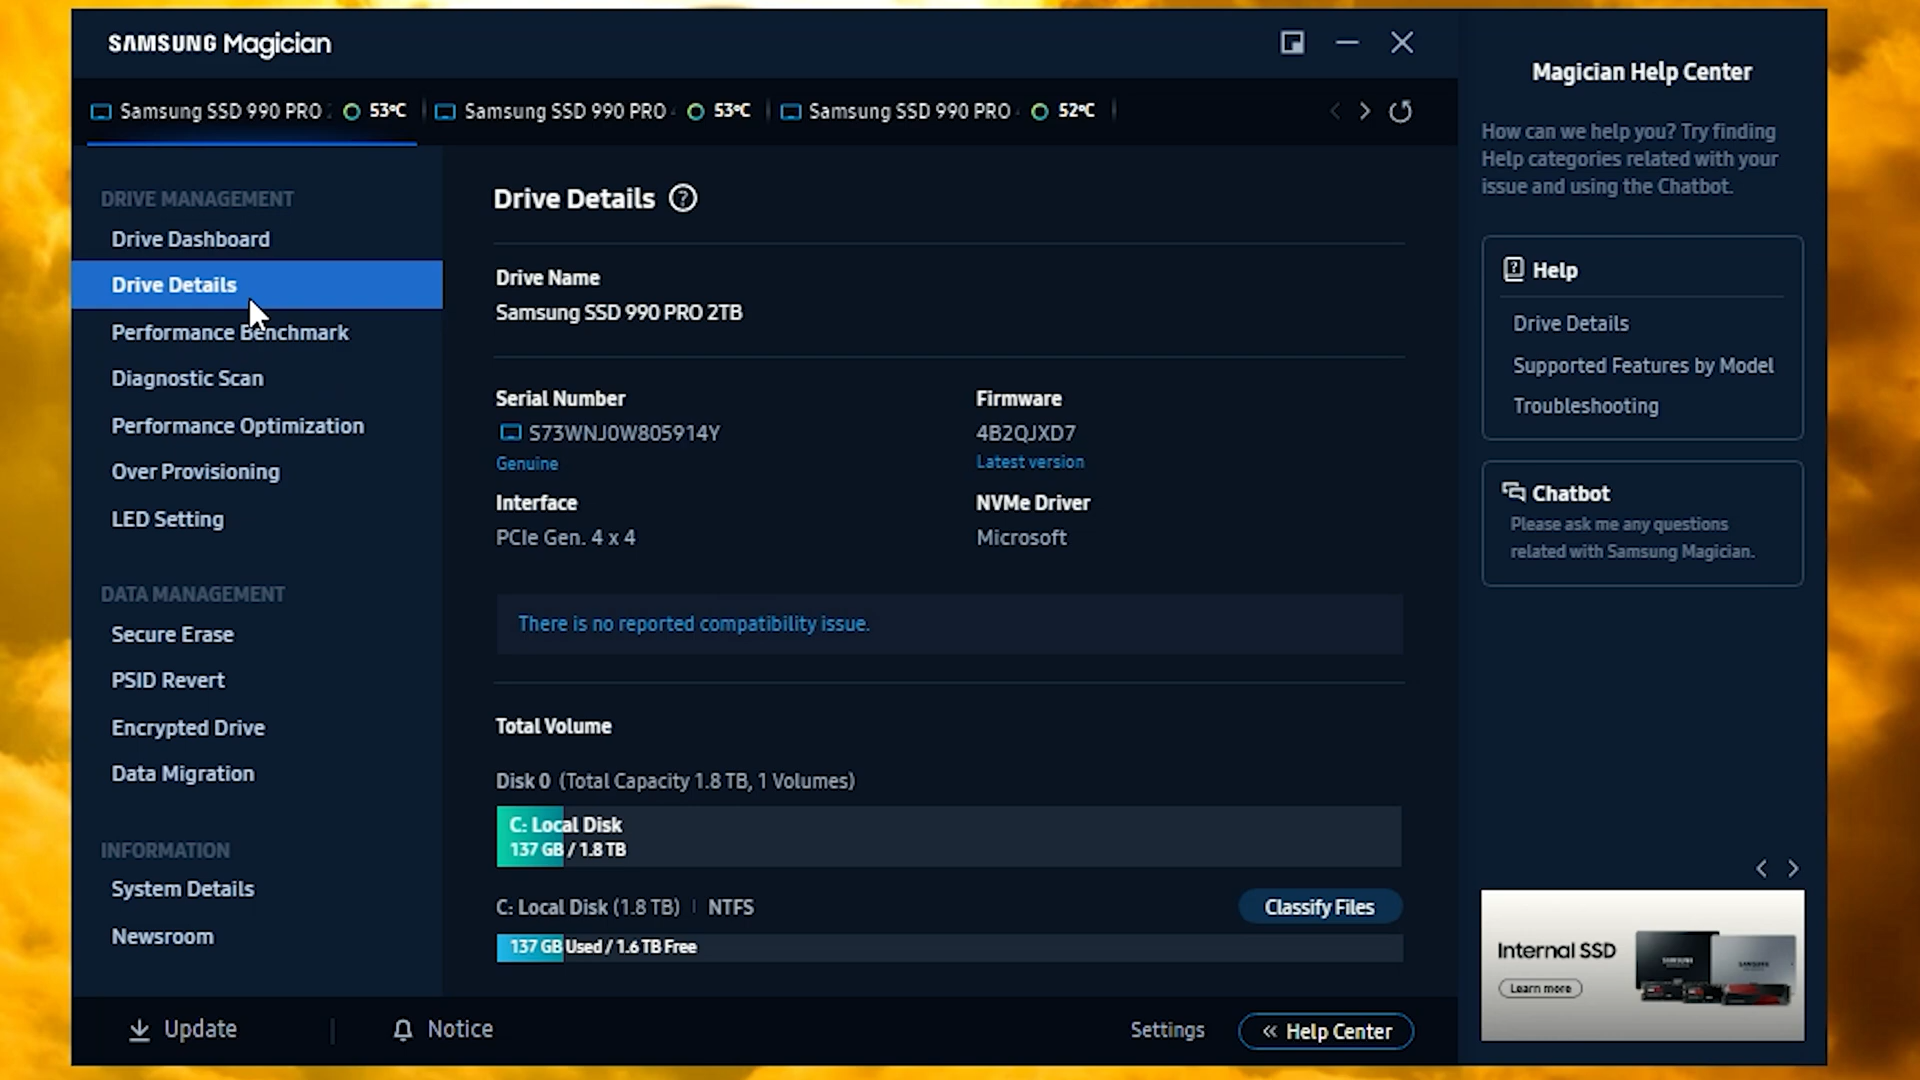 SAMSUNG Magician
Samsung SSD 990 PRO 53°C
Samsung SSD 990 PRO 53°C
Samsung SSD 990 PRO 52°C
DRIVE MANAGEMENT
Drive Dashboard
Drive Details
Performance Benchmark
Diagnostic Scan
Performance Optimization
Over Provisioning
LED Setting
DATA MANAGEMENT
Secure Erase
PSID Revert
Encrypted Drive
Data Migration
INFORMATION
System Details
Newsroom
Drive Details ?
Drive Name
Samsung SSD 990 PRO 2TB
Serial Number
S73WNJ0W805914Y
Genuine
Firmware
4B2QJXD7
Latest version
Interface
PCIe Gen. 4 x 4
NVMe Driver
Microsoft
There is no reported compatibility issue.
Total Volume
Disk 0 (Total Capacity 1.8 TB, 1 Volumes)
C: Local Disk
137 GB / 1.8 TB
C: Local Disk (1.8 TB) | NTFS
Classify Files
137 GB Used / 1.6 TB Free
Update
Notice
Settings
« Help Center
Magician Help Center
How can we help you? Try finding
Help categories related with your
issue and using the Chatbot.
Help
Drive Details
Supported Features by Model
Troubleshooting
Chatbot
Please ask me any questions
related with Samsung Magician.
Internal SSD
Learn more
SAMSUNG
SAMSUNG